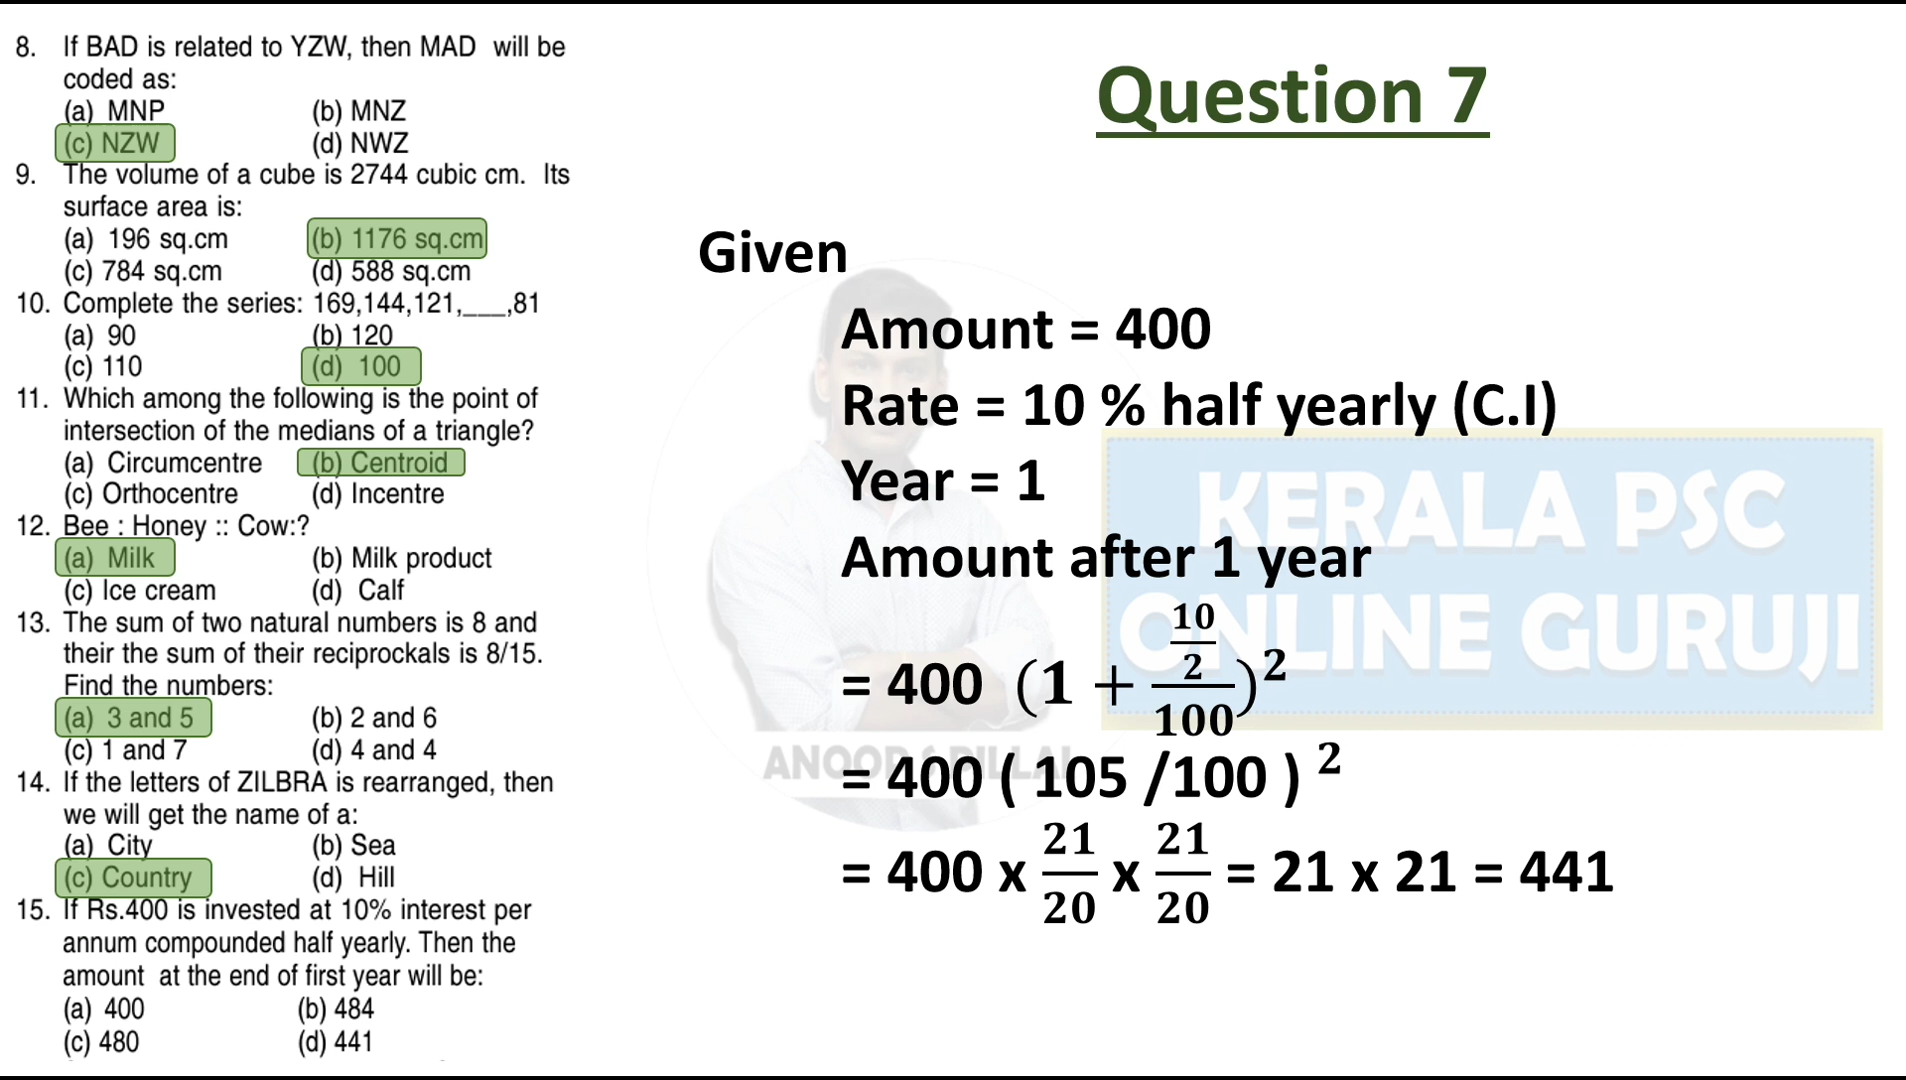 8. If BAD is related to YZW, then MAD will be
coded as:
(a) MNP (b) MNZ
(c) NZW (d) NWZ
9. The volume of a cube is 2744 cubic cm. Its
surface area is:
(a) 196 sq.cm (b) 1176 sq.cm
(c) 784 sq.cm (d) 588 sq.cm
10. Complete the series: 169,144,121,___,81
(a) 90 (b) 120
(c) 110 (d) 100
11. Which among the following is the point of
intersection of the medians of a triangle?
(a) Circumcentre (b) Centroid
(c) Orthocentre (d) Incentre
12. Bee : Honey :: Cow:?
(a) Milk (b) Milk product
(c) Ice cream (d) Calf
13. The sum of two natural numbers is 8 and
their the sum of their reciprockals is 8/15.
Find the numbers:
(a) 3 and 5 (b) 2 and 6
(c) 1 and 7 (d) 4 and 4
14. If the letters of ZILBRA is rearranged, then
we will get the name of a:
(a) City (b) Sea
(c) Country (d) Hill
15. If Rs.400 is invested at 10% interest per
annum compounded half yearly. Then the
amount at the end of first year will be:
(a) 400 (b) 484
(c) 480 (d) 441
Question 7
Given
Amount = 400
Rate = 10 % half yearly (C.I)
Year = 1
Amount after 1 year
= 400 (1 + 10/2/100)²
= 400 ( 105 /100 ) ²
= 400 x 21/20 x 21/20 = 21 x 21 = 441
KERALA PSC
ONLINE GURUJI
ANOOP S PILLAI